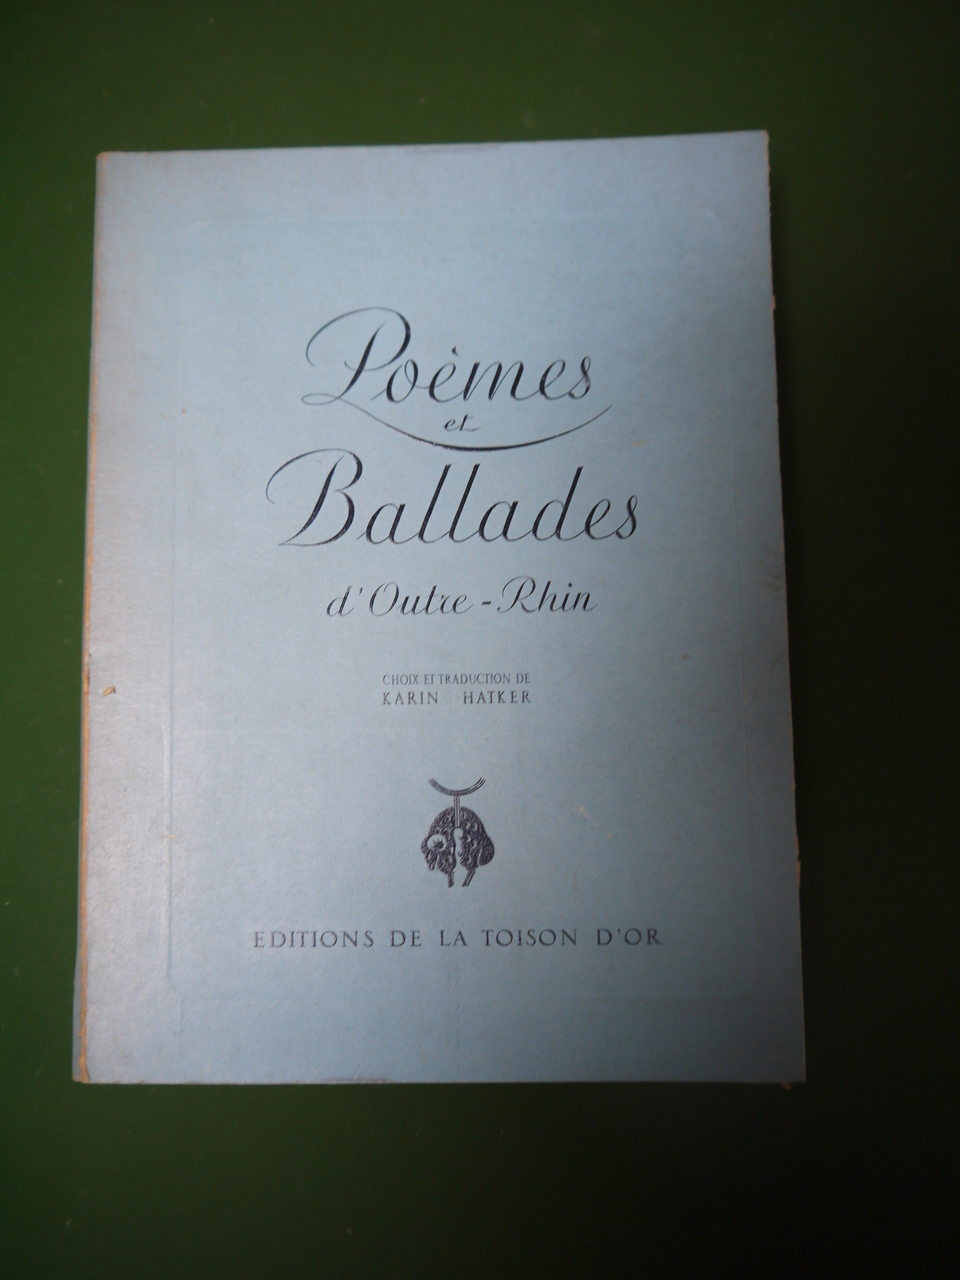 Poèmes
et
Ballades
d'Outre-Rhin
CHOIX ET TRADUCTION DE
KARIN HATKER
EDITIONS DE LA TOISON D'OR